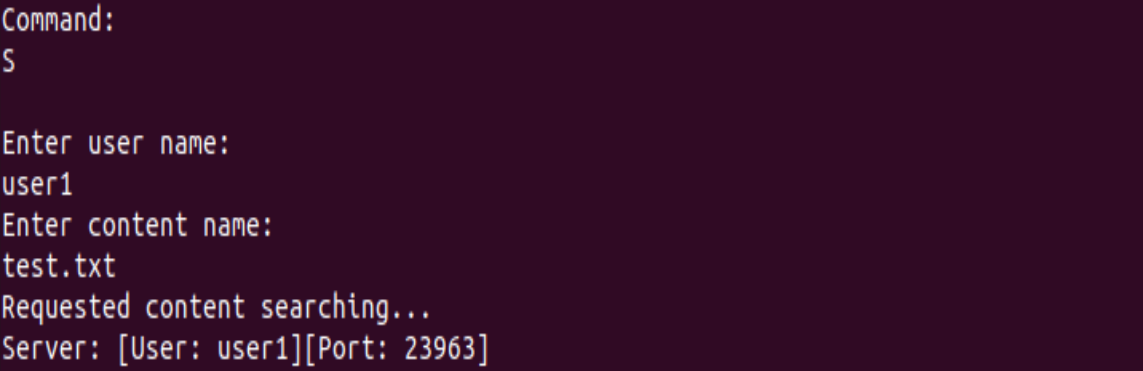 Command:
S
Enter user name:
user1
Enter content name:
test.txt
Requested content searching...
Server: [User: user1][Port: 23963]